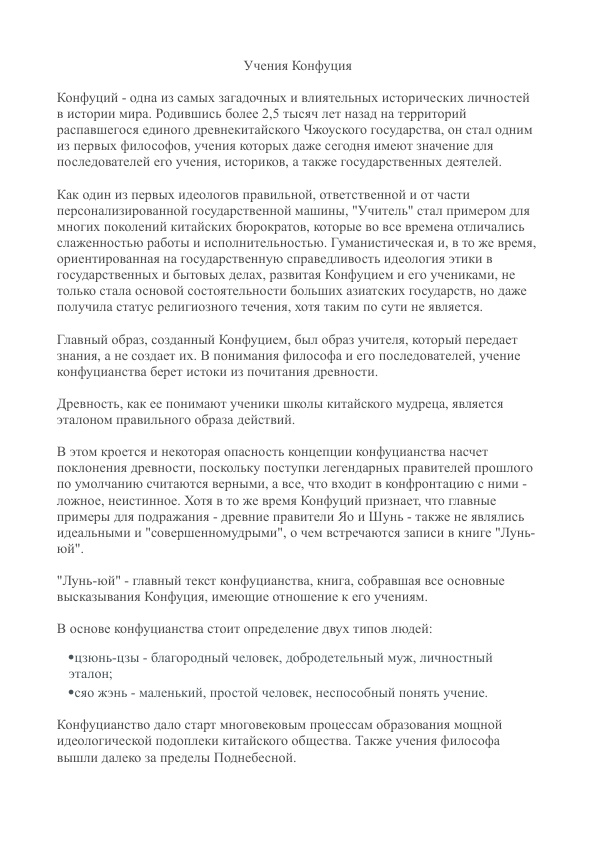 Учения Конфуция
Конфуций - одна из самых загадочных и влиятельных исторических личностей
в истории мира. Родившись более 2,5 тысяч лет назад на территорий
распавшегося единого древнекитайского Чжоуского государства, он стал одним
из первых философов, учения которых даже сегодня имеют значение для
последователей его учения, историков, а также государственных деятелей.
Как один из первых идеологов правильной, ответственной и от части
персонализированной государственной машины, "Учитель" стал примером для
многих поколений китайских бюрократов, которые во все времена отличались
слаженностью работы и исполнительностью. Гуманистическая и, в то же время,
ориентированная на государственную справедливость идеология этики в
государственных и бытовых делах, развитая Конфуцием и его учениками, не
только стала основой состоятельности больших азиатских государств, но даже
получила статус религиозного течения, хотя таким по сути не является.
Главный образ, созданный Конфуцием, был образ учителя, который передает
знания, а не создает их. В понимания философа и его последователей, учение
конфуцианства берет истоки из почитания древности.
Древность, как ее понимают ученики школы китайского мудреца, является
эталоном правильного образа действий.
В этом кроется и некоторая опасность концепции конфуцианства насчет
поклонения древности, поскольку поступки легендарных правителей прошлого
по умолчанию считаются верными, а все, что входит в конфронтацию с ними -
ложное, неистинное. Хотя в то же время Конфуций признает, что главные
примеры для подражания - древние правители Яо и Шунь - также не являлись
идеальными и "совершенномудрыми", о чем встречаются записи в книге "Лунь-
юй".
"Лунь-юй" - главный текст конфуцианства, книга, собравшая все основные
высказывания Конфуция, имеющие отношение к его учениям.
В основе конфуцианства стоит определение двух типов людей:
•цзюнь-цзы - благородный человек, добродетельный муж, личностный
эталон;
•сяо жэнь - маленький, простой человек, неспособный понять учение.
Конфуцианство дало старт многовековым процессам образования мощной
идеологической подоплеки китайского общества. Также учения философа
вышли далеко за пределы Поднебесной.